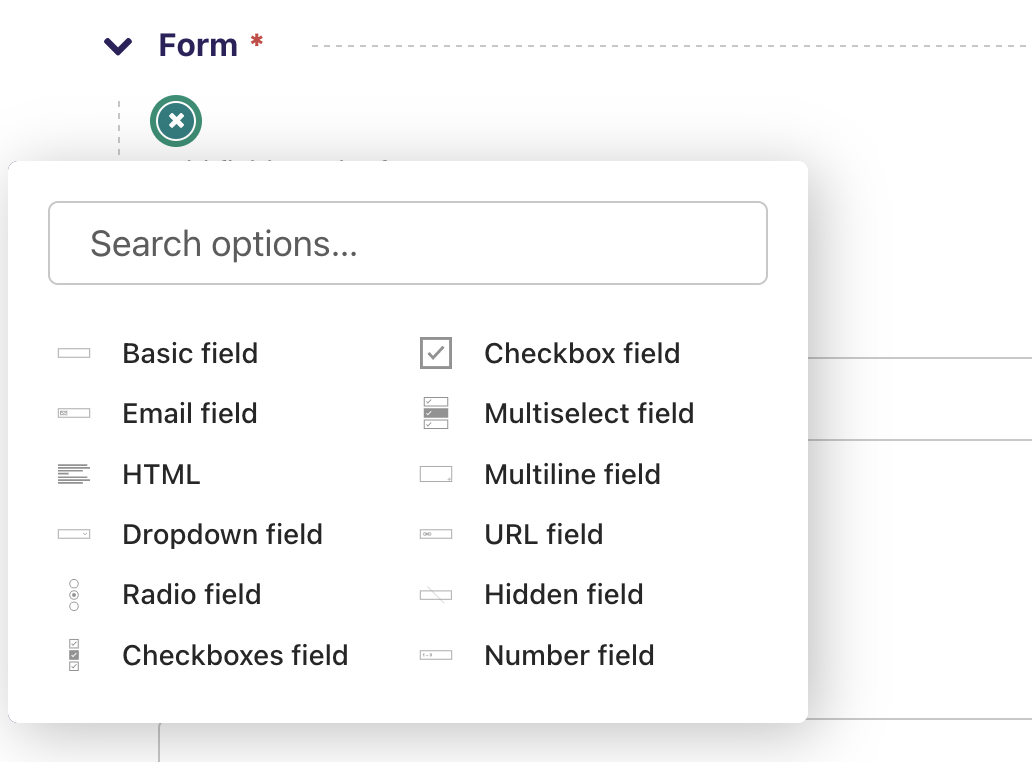 Form *
Search options...
Basic field
Checkbox field
Email field
Multiselect field
HTML
Multiline field
Dropdown field
URL field
Radio field
Hidden field
Checkboxes field
Number field